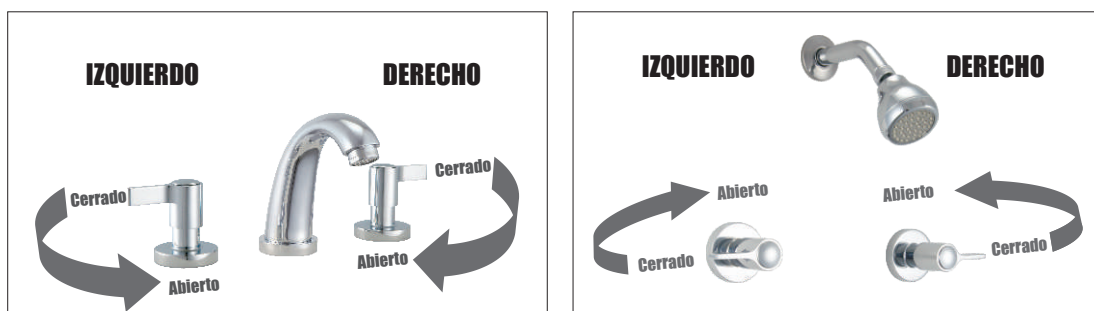 IZQUIERDO
DERECHO
Cerrado
Cerrado
Abierto
Abierto
IZQUIERDO
DERECHO
Abierto
Abierto
Cerrado
Cerrado